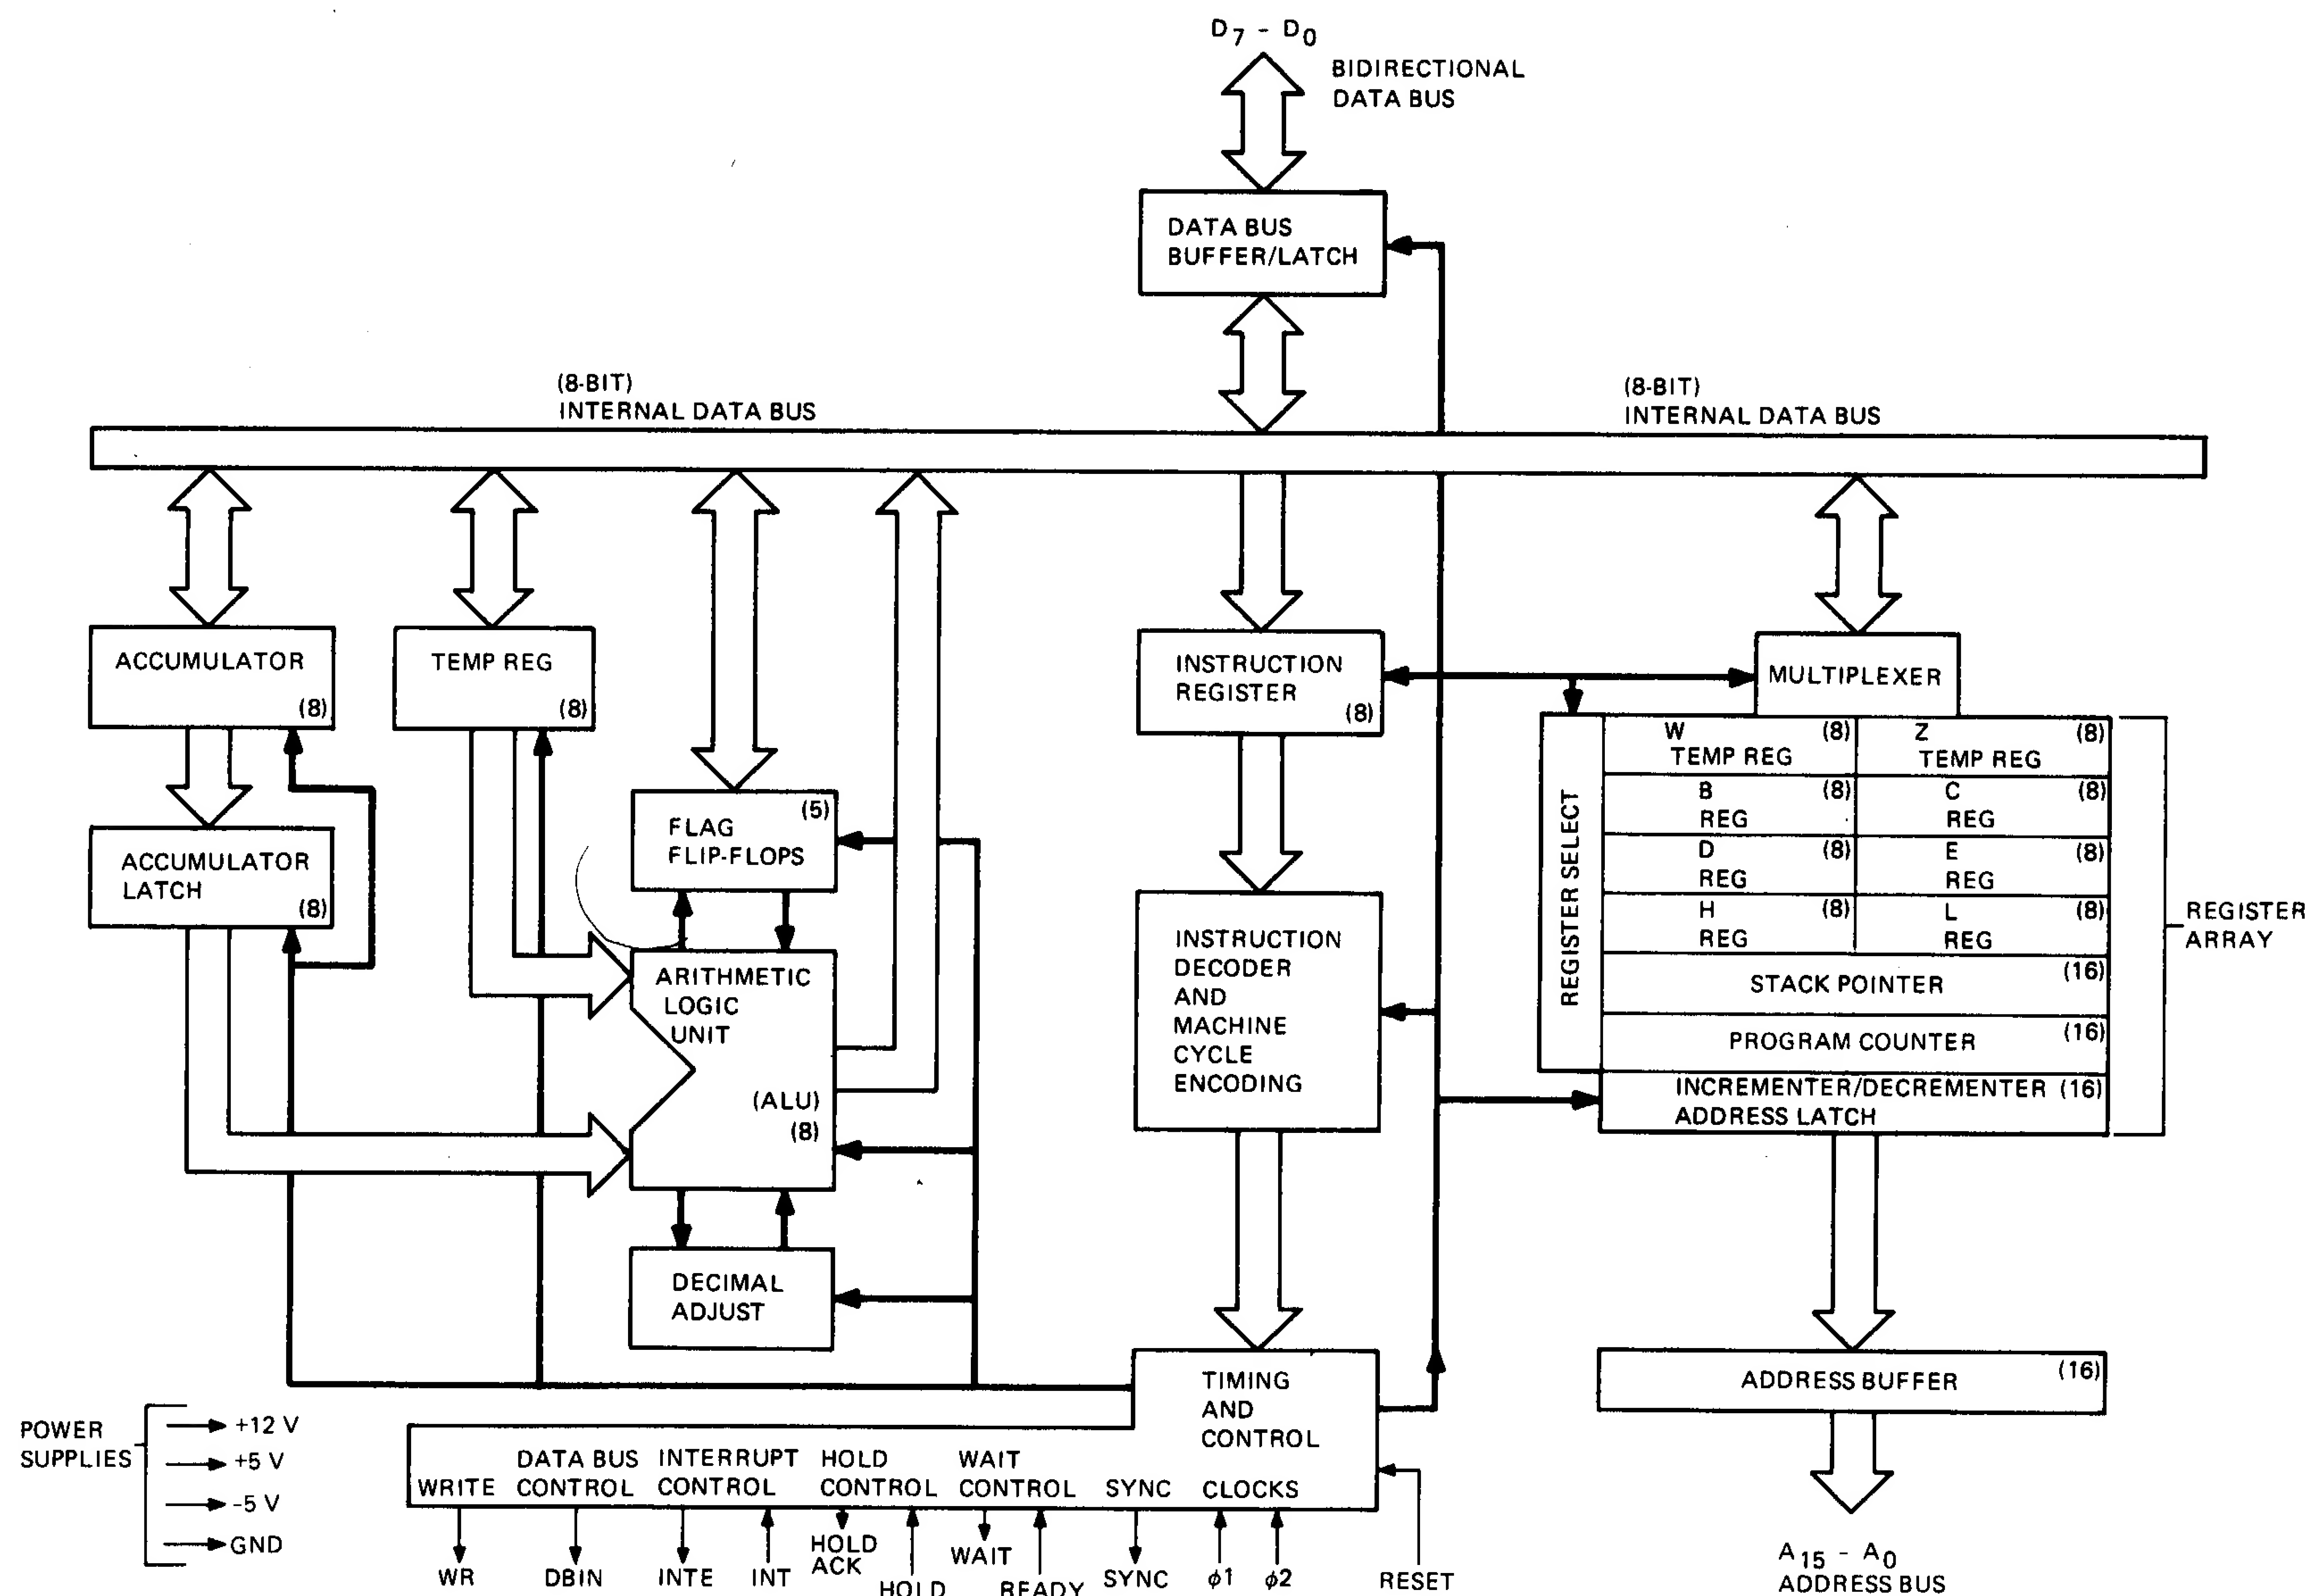 D7 - D0
BIDIRECTIONAL
DATA BUS
DATA BUS
BUFFER/LATCH
(8-BIT)
INTERNAL DATA BUS
(8-BIT)
INTERNAL DATA BUS
ACCUMULATOR
(8)
TEMP REG
(8)
INSTRUCTION
REGISTER
(8)
MULTIPLEXER
ACCUMULATOR
LATCH
(8)
(5)
FLAG
FLIP-FLOPS
REGISTER SELECT
W (8)
TEMP REG
Z (8)
TEMP REG
B (8)
REG
C (8)
REG
D (8)
REG
E (8)
REG
H (8)
REG
L (8)
REG
STACK POINTER (16)
PROGRAM COUNTER (16)
INCREMENTER/DECREMENTER (16)
ADDRESS LATCH
REGISTER
ARRAY
ARITHMETIC
LOGIC
UNIT
(ALU)
(8)
INSTRUCTION
DECODER
AND
MACHINE
CYCLE
ENCODING
DECIMAL
ADJUST
TIMING
AND
CONTROL
ADDRESS BUFFER (16)
POWER
SUPPLIES
+12 V
+5 V
-5 V
GND
WRITE
DATA BUS
CONTROL
INTERRUPT
CONTROL
HOLD
CONTROL
WAIT
CONTROL
SYNC
CLOCKS
WR
DBIN
INTE
INT
HOLD
ACK
HOLD
WAIT
READY
SYNC
ϕ1
ϕ2
RESET
A15 - A0
ADDRESS BUS